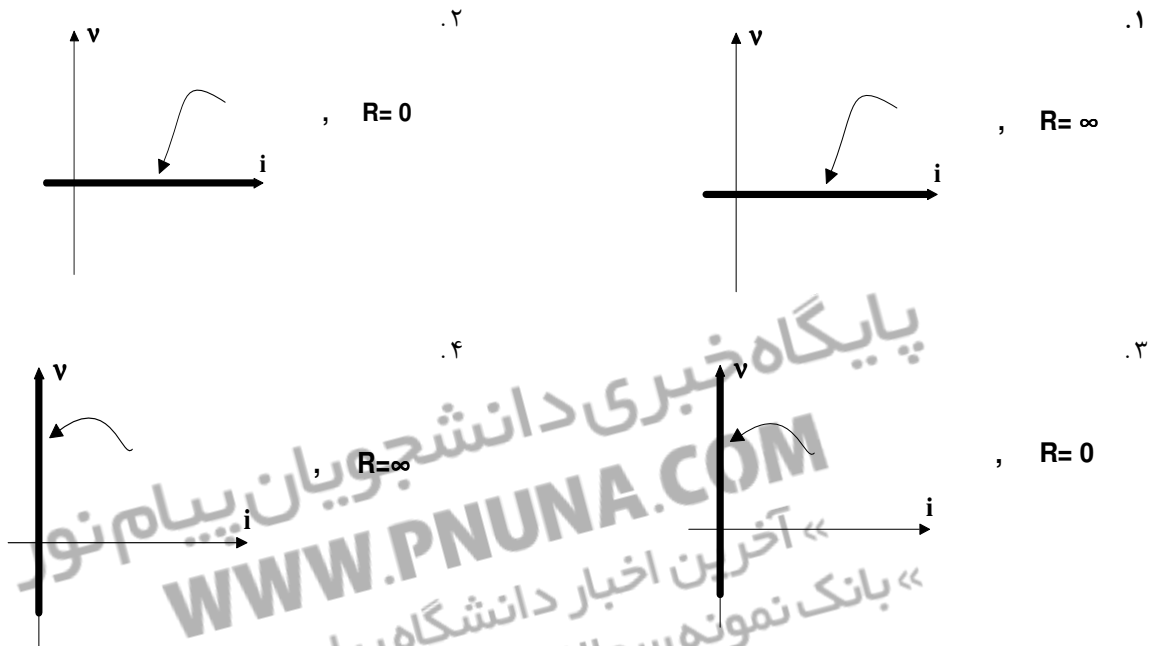 .۱
ν
i
, R= ∞
.۲
ν
i
, R= 0
.۳
ν
i
, R= 0
.۴
ν
i
, R=∞
پایگاه خبری دانشجویان پیام نور
WWW.PNUNA.COM
» آخرین اخبار دانشگاه
» بانک نمونه